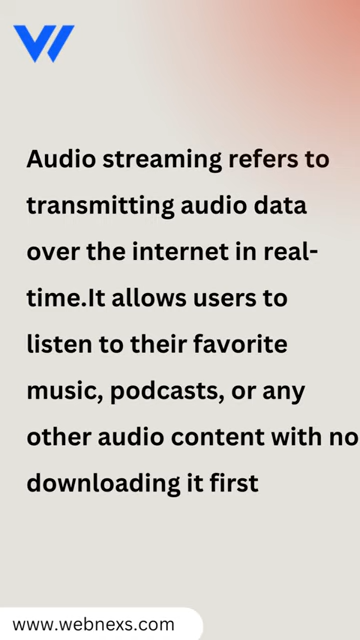 Audio streaming refers to
transmitting audio data
over the internet in real-
time.It allows users to
listen to their favorite
music, podcasts, or any
other audio content with no
downloading it first
www.webnexs.com